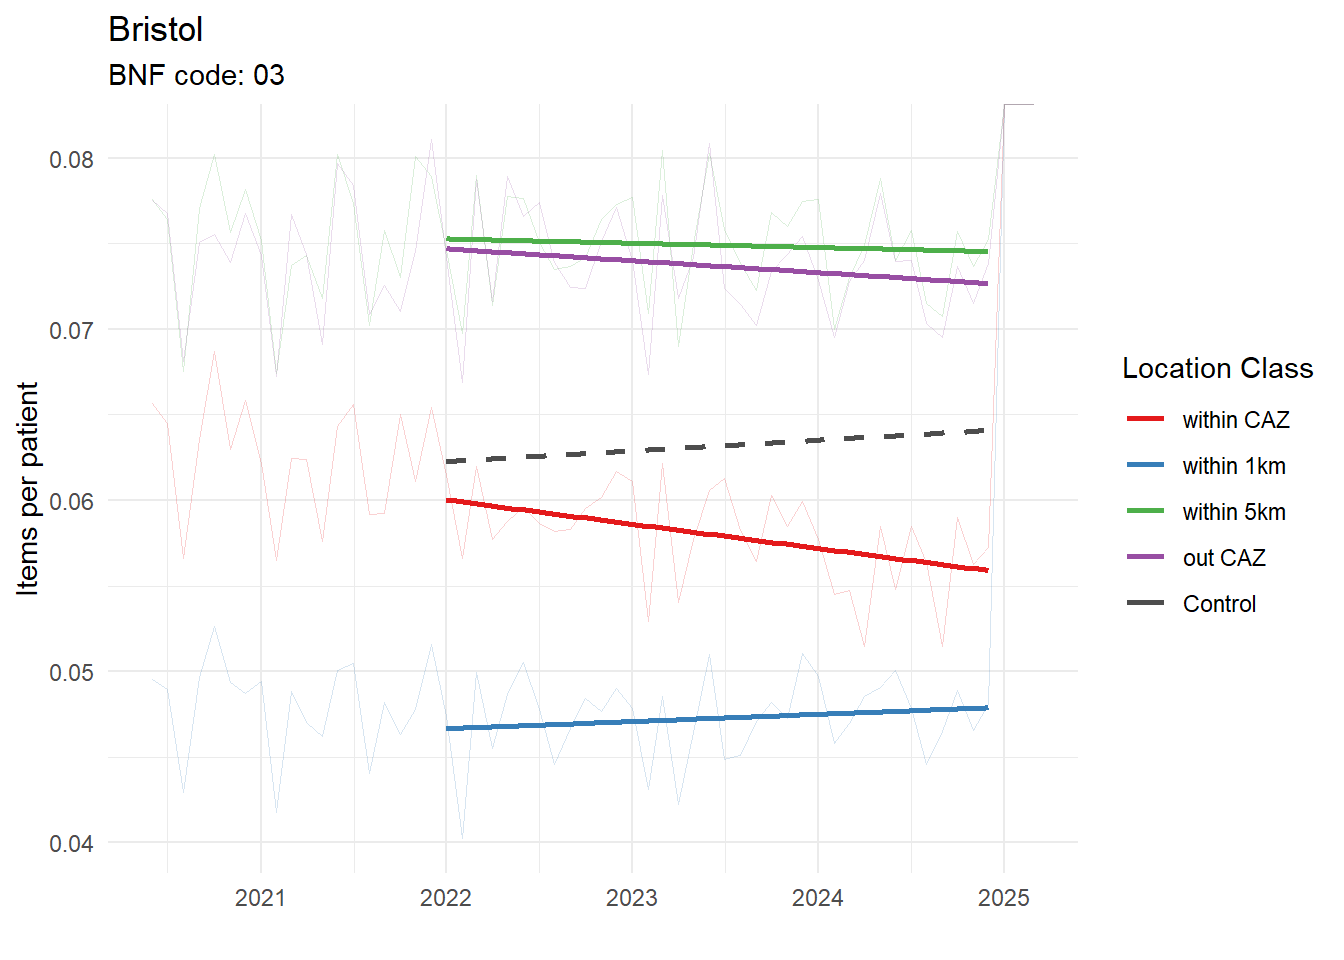 Bristol
BNF code: 03
Items per patient
0.08
0.07
0.06
0.05
0.04
2021
2022
2023
2024
2025
Location Class
within CAZ
within 1km
within 5km
out CAZ
Control